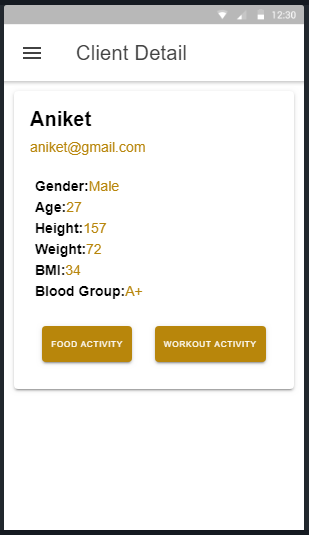 12:30
Client Detail
Aniket
aniket@gmail.com
Gender:Male
Age:27
Height:157
Weight:72
BMI:34
Blood Group:A+
FOOD ACTIVITY WORKOUT ACTIVITY